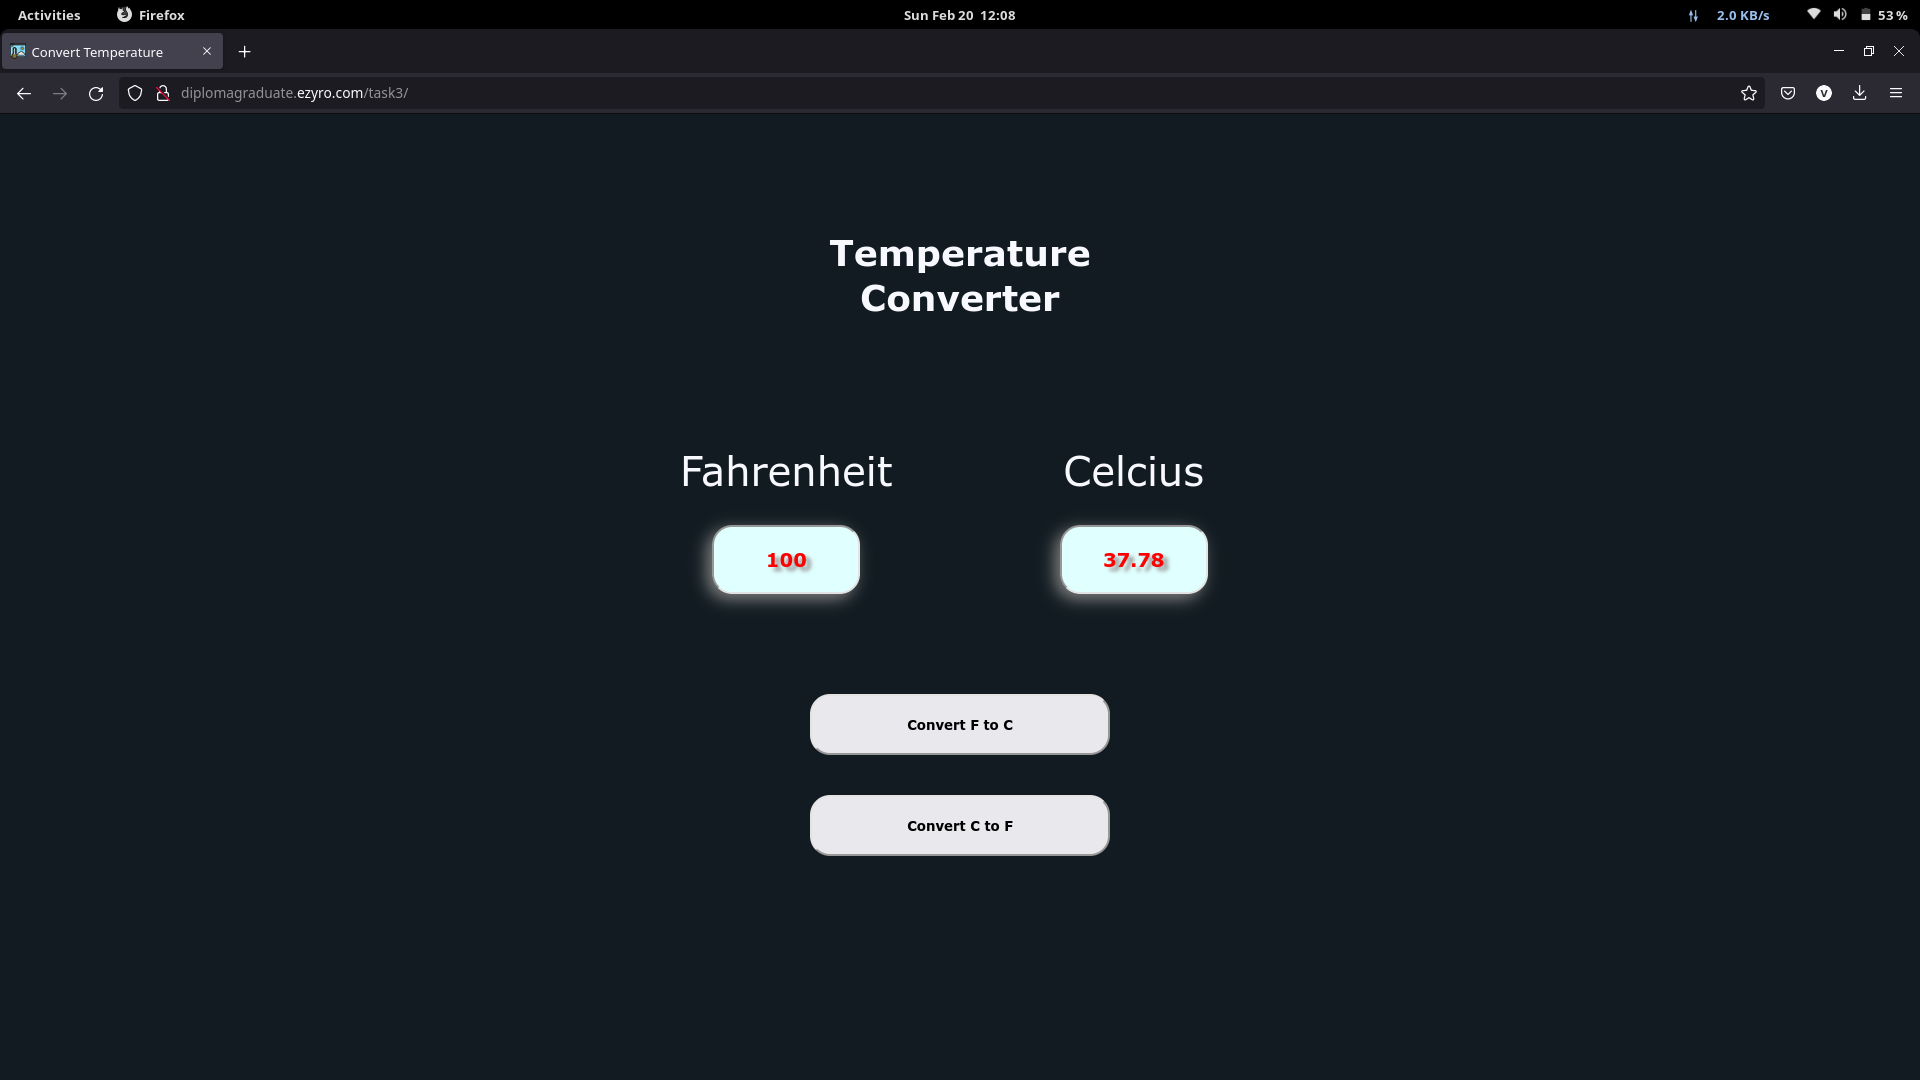 Activities Firefox Sun Feb 20 12:08 2.0 KB/s 53 %
Convert Temperature
diplomagraduate.ezyro.com/task3/
V
Temperature
Converter
Fahrenheit Celcius
100 37.78
Convert F to C
Convert C to F